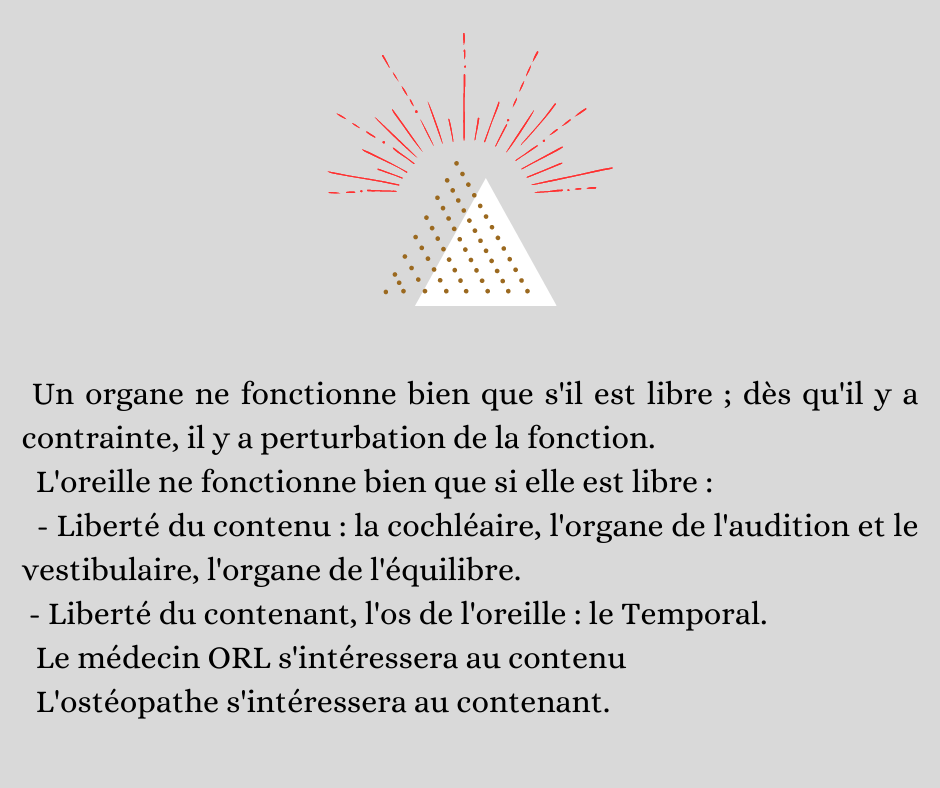 Un organe ne fonctionne bien que s'il est libre ; dès qu'il y a
contrainte, il y a perturbation de la fonction.
L'oreille ne fonctionne bien que si elle est libre :
- Liberté du contenu : la cochléaire, l'organe de l'audition et le
vestibulaire, l'organe de l'équilibre.
- Liberté du contenant, l'os de l'oreille : le Temporal.
Le médecin ORL s'intéressera au contenu
L'ostéopathe s'intéressera au contenant.